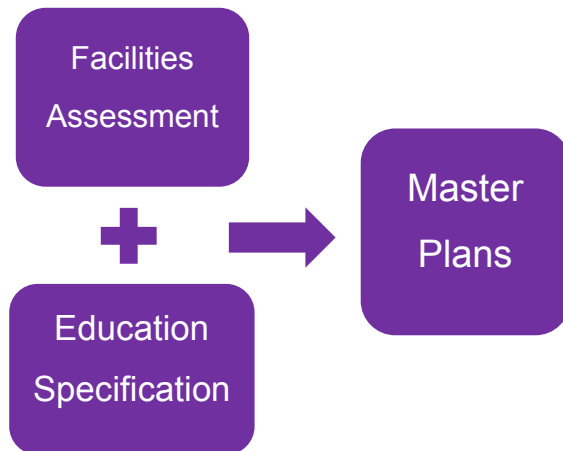 Facilities
Assessment
Education
Specification
Master
Plans